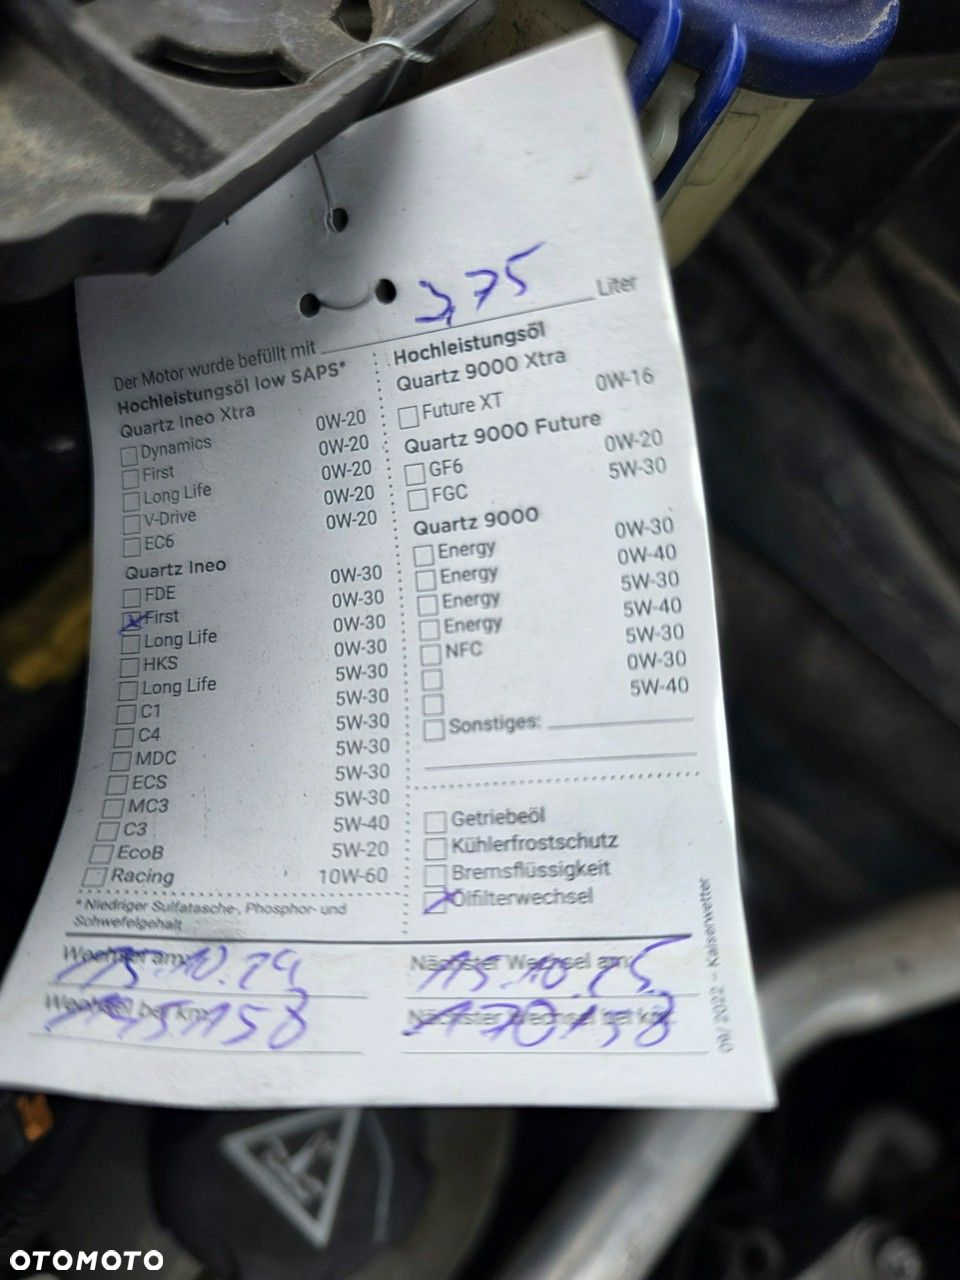 3,75
Der Motor wurde befüllt mit Liter
Hochleistungsöl low SAPS*
Quartz Ineo Xtra
Dynamics 0W-20
First 0W-20
Long Life 0W-20
V-Drive 0W-20
EC6 0W-20
Quartz Ineo
FDE 0W-30
First 0W-30
Long Life 0W-30
HKS 0W-30
Long Life 5W-30
C1 5W-30
C4 5W-30
MDC 5W-30
ECS 5W-30
MC3 5W-30
C3 5W-40
EcoB 5W-20
Racing 10W-60
* Niedriger Sulfatasche-, Phosphor- und
Schwefelgehalt
Hochleistungsöl
Quartz 9000 Xtra
Future XT 0W-16
Quartz 9000 Future
GF6 0W-20
FGC 5W-30
Quartz 9000
Energy 0W-30
Energy 0W-40
Energy 5W-30
Energy 5W-40
NFC 5W-30
0W-30
5W-40
Sonstiges:
Getriebeöl
Kühlerfrostschutz
Bremsflüssigkeit
Ölfilterwechsel
Wechsel am: 15.10.24
Wechsel bei km: 145158
Nächster Wechsel am: 15.10.25
Nächster Wechsel bei km: 170158
09/2022 – Kaiserwetter
OTOMOTO